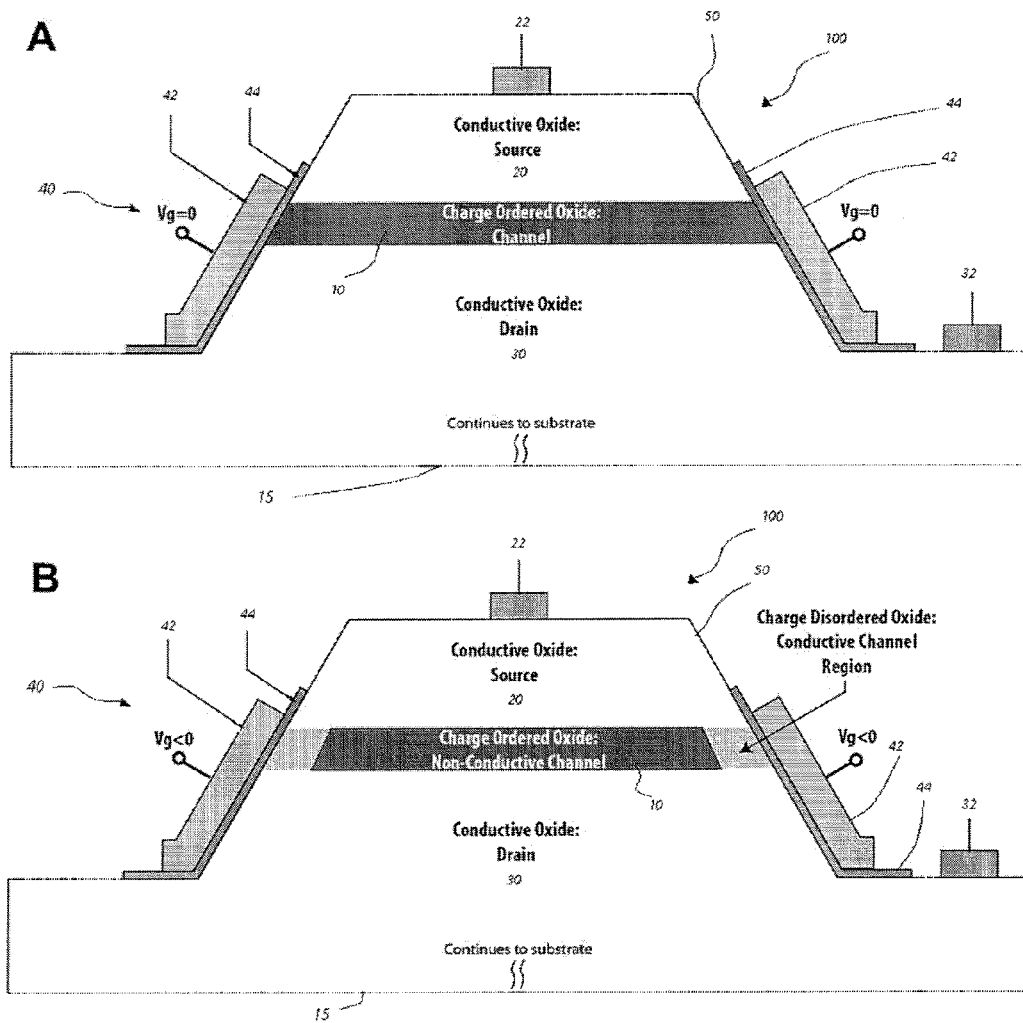 A
22
50
100
42
44
Conductive Oxide:
Source
20
44
42
40
Vg=0
Charge Ordered Oxide:
Channel
Vg=0
10
32
Conductive Oxide:
Drain
30
Continues to substrate
15
100
B
22
50
42
44
Charge Disordered Oxide:
Conductive Channel
Region
Conductive Oxide:
Source
20
40
Vg<0
Charge Ordered Oxide:
Non-Conductive Channel
Vg<0
42
10
44
32
Conductive Oxide:
Drain
30
Continues to substrate
15